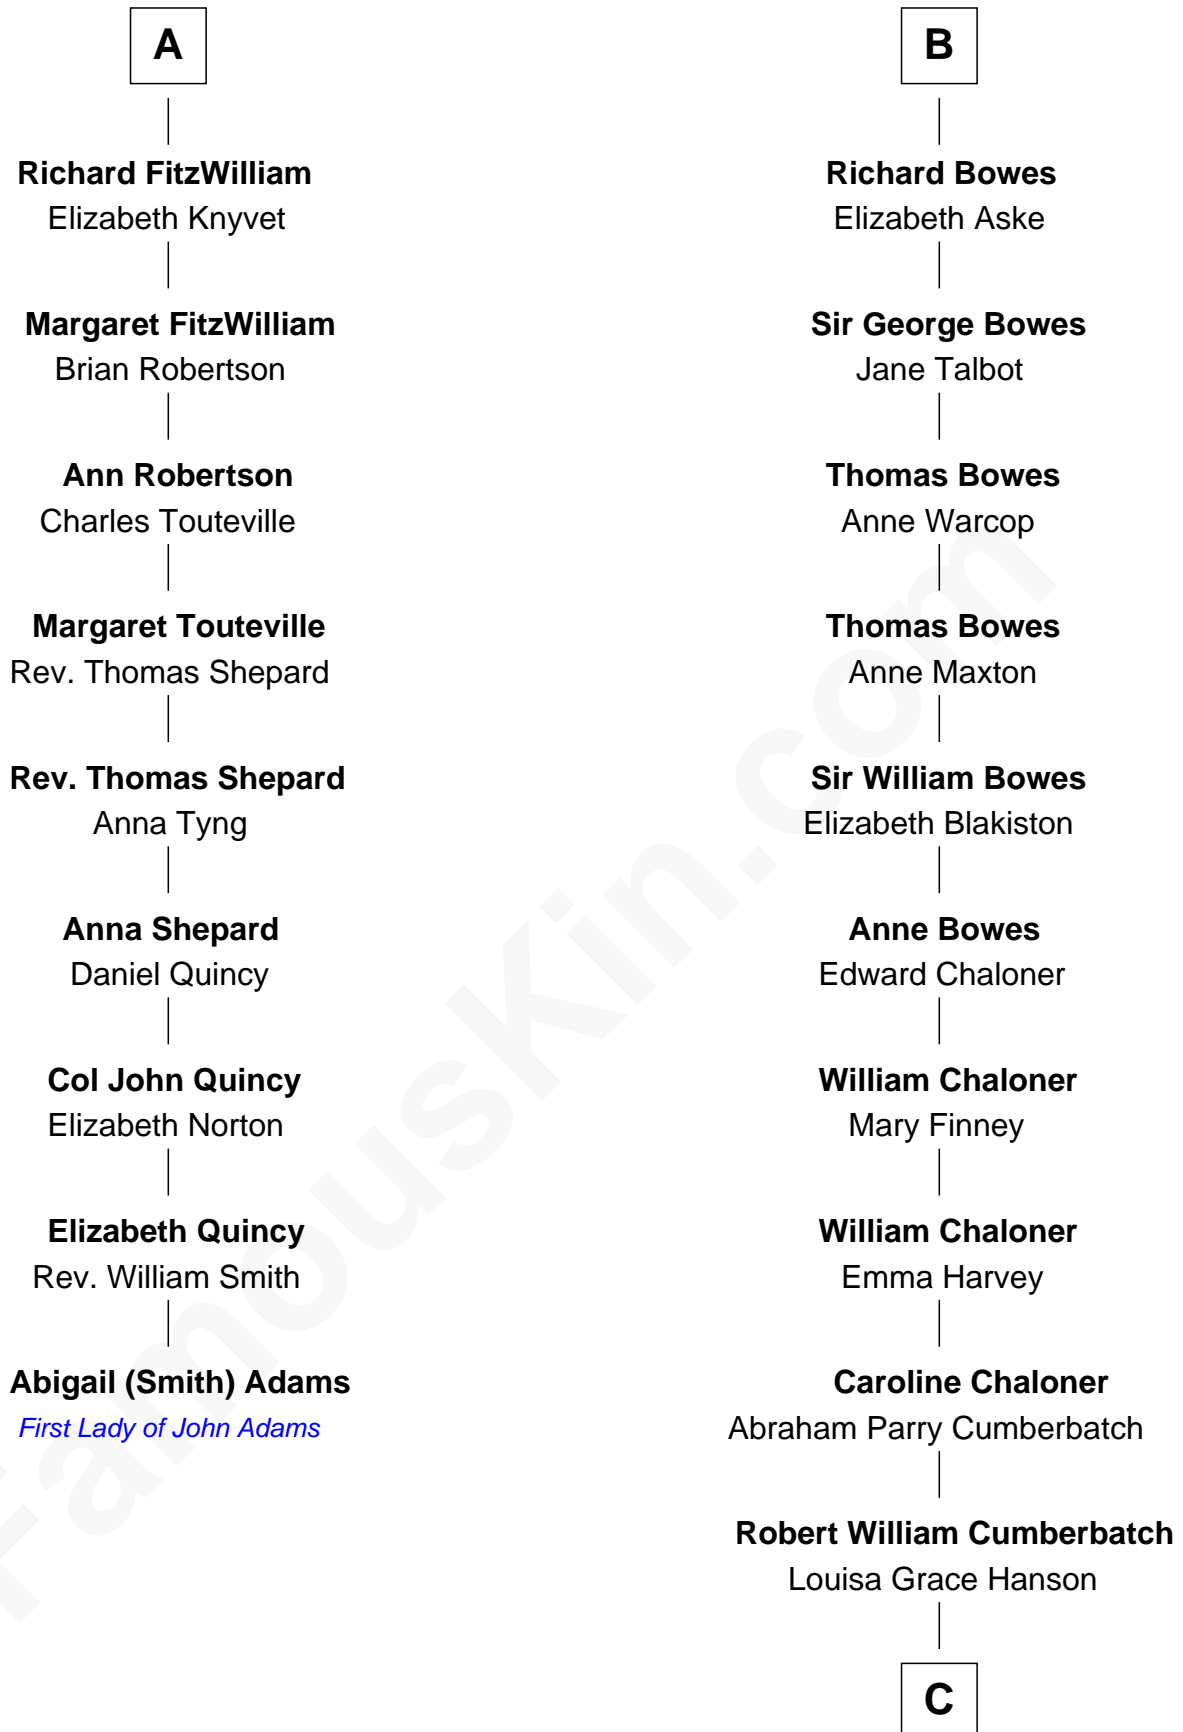 A
Richard FitzWilliam
Elizabeth Knyvet
Margaret FitzWilliam
Brian Robertson
Ann Robertson
Charles Touteville
Margaret Touteville
Rev. Thomas Shepard
Rev. Thomas Shepard
Anna Tyng
Anna Shepard
Daniel Quincy
Col John Quincy
Elizabeth Norton
Elizabeth Quincy
Rev. William Smith
Abigail (Smith) Adams
First Lady of John Adams
B
Richard Bowes
Elizabeth Aske
Sir George Bowes
Jane Talbot
Thomas Bowes
Anne Warcop
Thomas Bowes
Anne Maxton
Sir William Bowes
Elizabeth Blakiston
Anne Bowes
Edward Chaloner
William Chaloner
Mary Finney
William Chaloner
Emma Harvey
Caroline Chaloner
Abraham Parry Cumberbatch
Robert William Cumberbatch
Louisa Grace Hanson
C
FamousKin.com